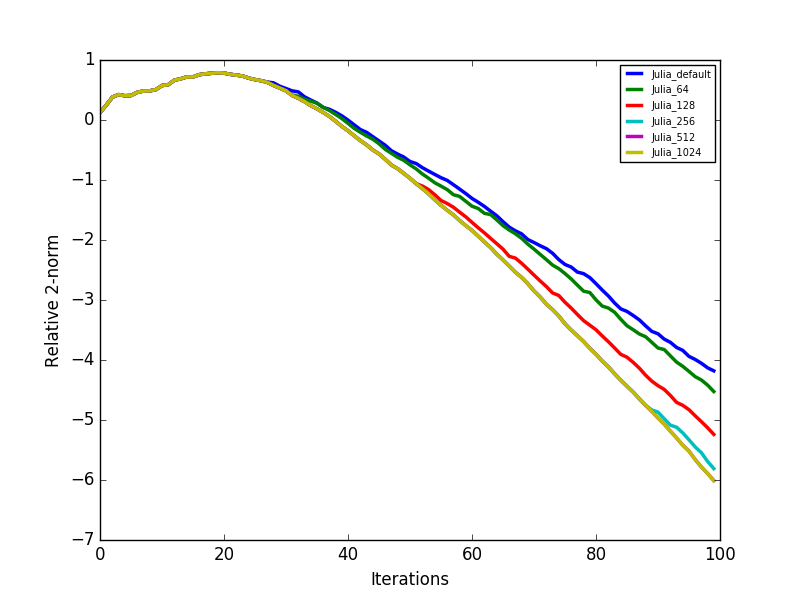 1
0
−1
−2
−3
−4
−5
−6
−7
Relative 2-norm
0 20 40 60 80 100
Iterations
Julia_default
Julia_64
Julia_128
Julia_256
Julia_512
Julia_1024